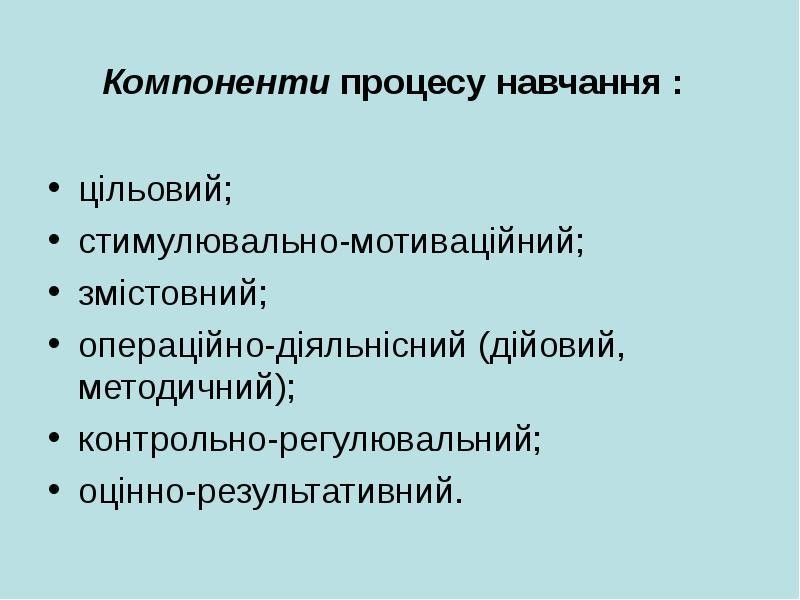 Компоненти процесу навчання :
• цільовий;
• стимулювально-мотиваційний;
• змістовний;
• операційно-діяльнісний (дійовий,
методичний);
• контрольно-регулювальний;
• оцінно-результативний.